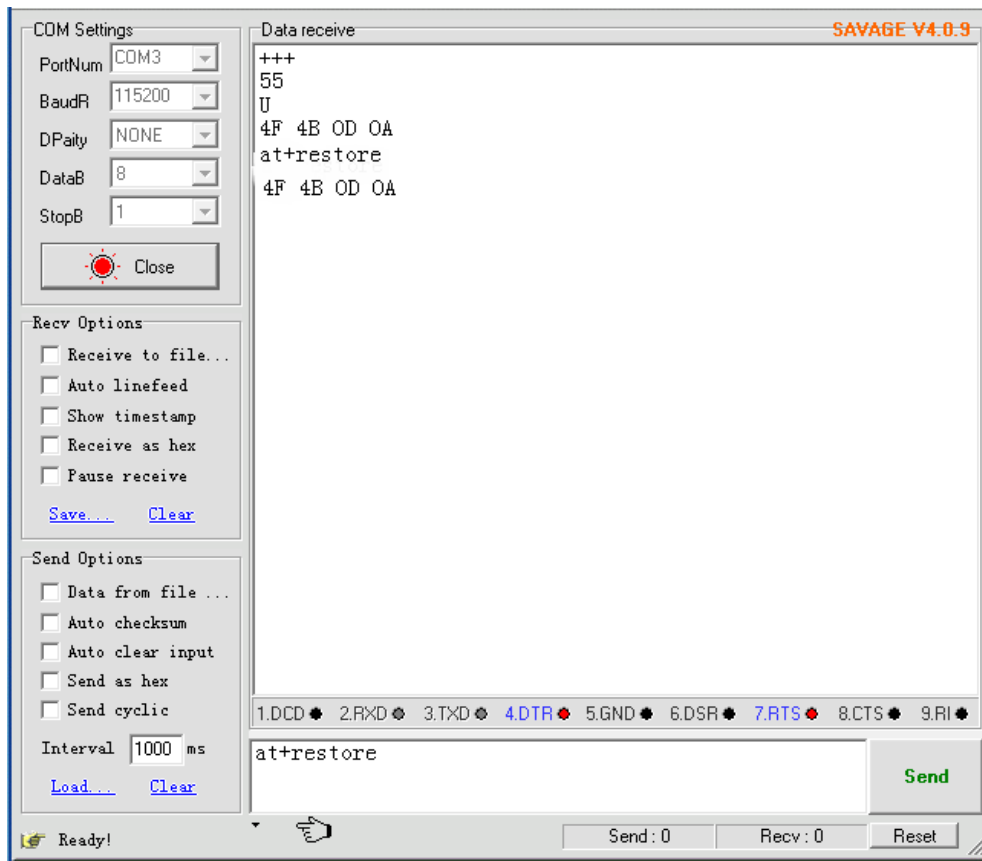 COM Settings
PortNum COM3
BaudR 115200
DPaity NONE
DataB 8
StopB 1
Close
Recv Options
Receive to file...
Auto linefeed
Show timestamp
Receive as hex
Pause receive
Save... Clear
Send Options
Data from file ...
Auto checksum
Auto clear input
Send as hex
Send cyclic
Interval 1000 ms
Load... Clear
Ready!
Data receive SAVAGE V4.0.9
+++
55
U
4F 4B 0D 0A
at+restore
4F 4B 0D 0A
1.DCD 2.RXD 3.TXD 4.DTR 5.GND 6.DSR 7.RTS 8.CTS 9.RI
at+restore
Send
Send : 0 Recv : 0 Reset